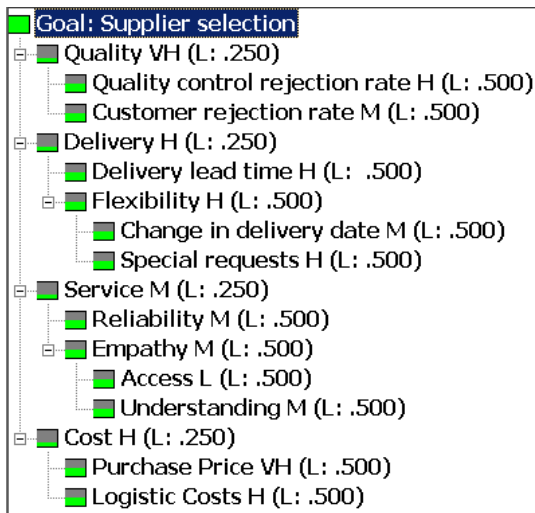 Goal: Supplier selection
Quality VH (L: .250)
Quality control rejection rate H (L: .500)
Customer rejection rate M (L: .500)
Delivery H (L: .250)
Delivery lead time H (L: .500)
Flexibility H (L: .500)
Change in delivery date M (L: .500)
Special requests H (L: .500)
Service M (L: .250)
Reliability M (L: .500)
Empathy M (L: .500)
Access L (L: .500)
Understanding M (L: .500)
Cost H (L: .250)
Purchase Price VH (L: .500)
Logistic Costs H (L: .500)